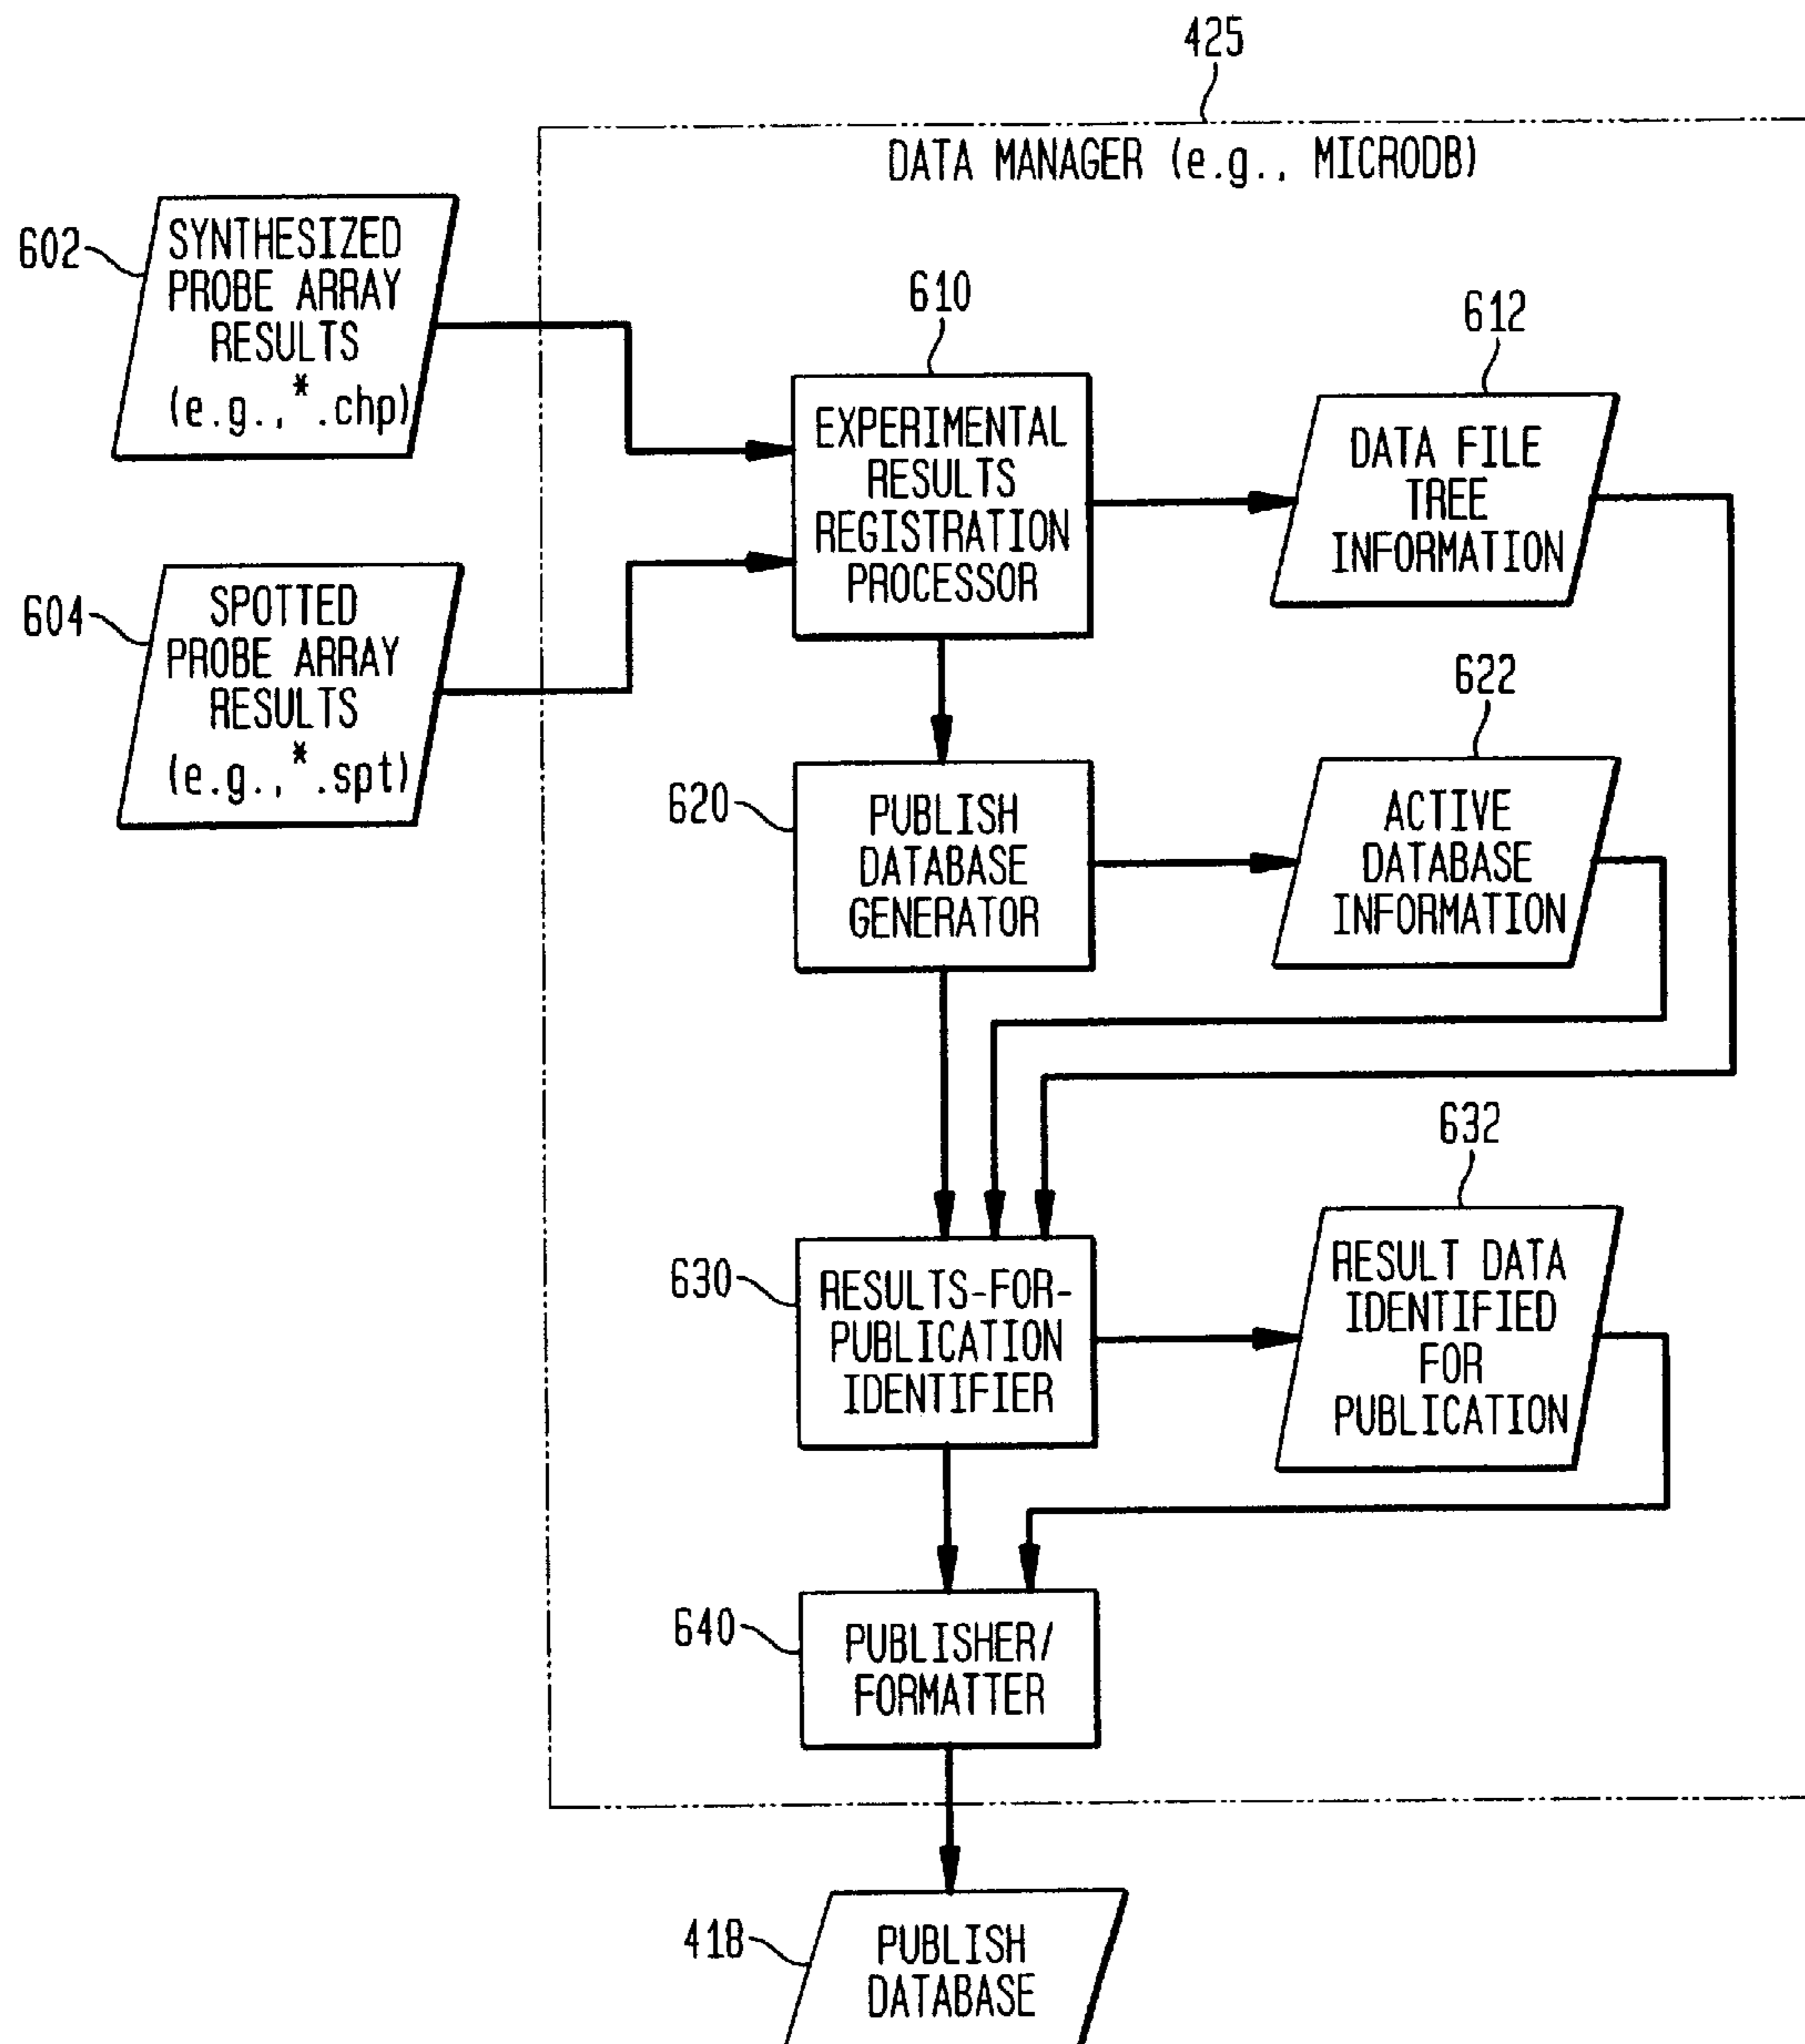 425
DATA MANAGER (e.g., MICRODB)
602
SYNTHESIZED
PROBE ARRAY
RESULTS
(e.g.,*.chp)
604
SPOTTED
PROBE ARRAY
RESULTS
(e.g.,*.spt)
610
EXPERIMENTAL
RESULTS
REGISTRATION
PROCESSOR
612
DATA FILE
TREE
INFORMATION
620
PUBLISH
DATABASE
GENERATOR
622
ACTIVE
DATABASE
INFORMATION
630
RESULTS-FOR-
PUBLICATION
IDENTIFIER
632
RESULT DATA
IDENTIFIED
FOR
PUBLICATION
640
PUBLISHER/
FORMATTER
418
PUBLISH
DATABASE